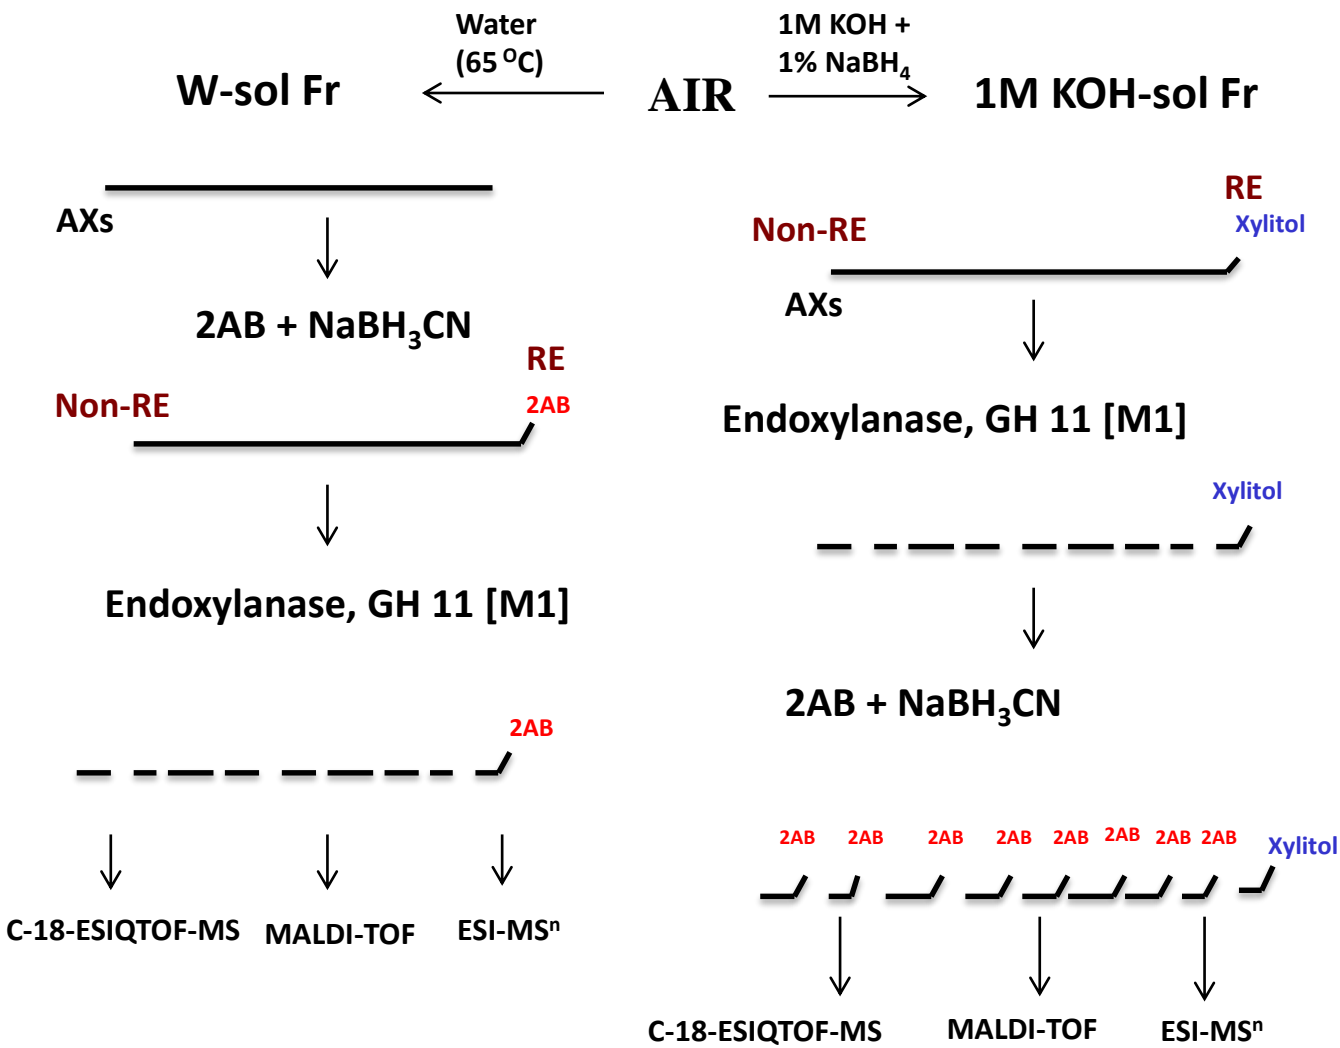 Water
(65 ⁰C)
1M KOH +
1% NaBH₄
W-sol Fr
AIR
1M KOH-sol Fr
AXs
2AB + NaBH₃CN
RE
2AB
Non-RE
Endoxylanase, GH 11 [M1]
2AB
C-18-ESIQTOF-MS
MALDI-TOF
ESI-MSⁿ
RE
Xylitol
Non-RE
AXs
Endoxylanase, GH 11 [M1]
Xylitol
2AB + NaBH₃CN
2AB 2AB 2AB 2AB 2AB 2AB 2AB 2AB Xylitol
C-18-ESIQTOF-MS
MALDI-TOF
ESI-MSⁿ